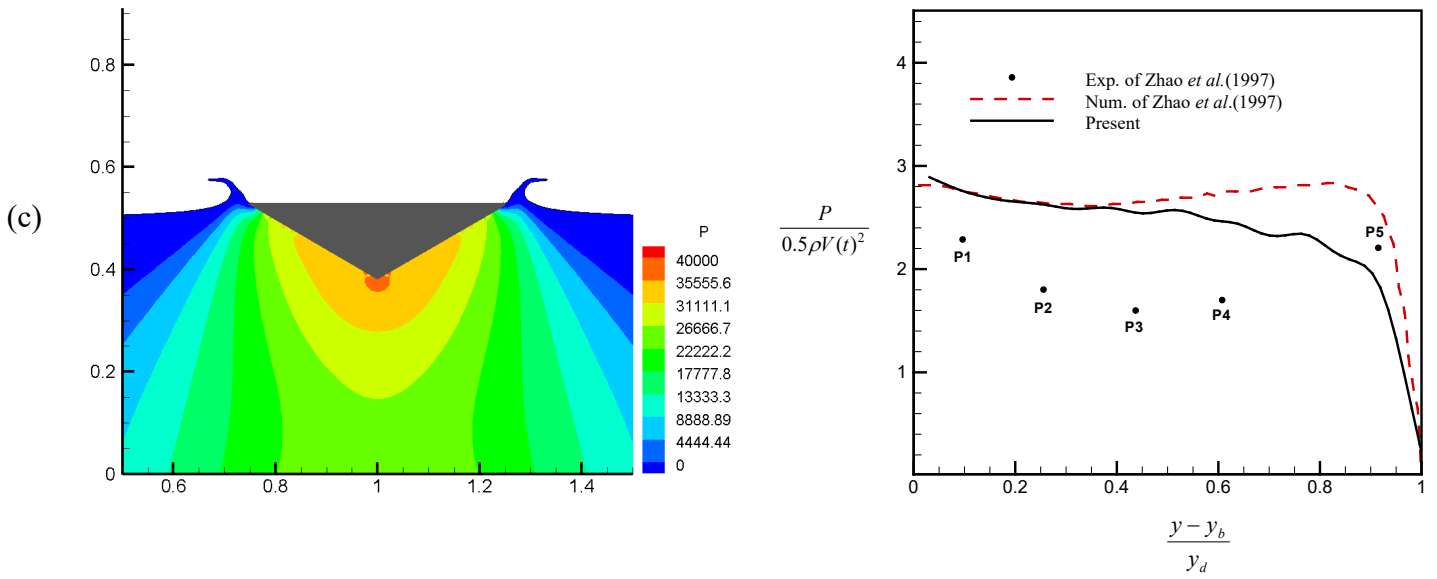 (c)
0.8
0.6
0.4
0.2
0
0.6
0.8
1
1.2
1.4
P
40000
35555.6
31111.1
26666.7
22222.2
17777.8
13333.3
8888.89
4444.44
0
P
0.5ρV(t)²
4
3
2
1
0
0.2
0.4
0.6
0.8
1
Exp. of Zhao et al.(1997)
Num. of Zhao et al.(1997)
Present
P1
P2
P3
P4
P5
y − y_b
y_d